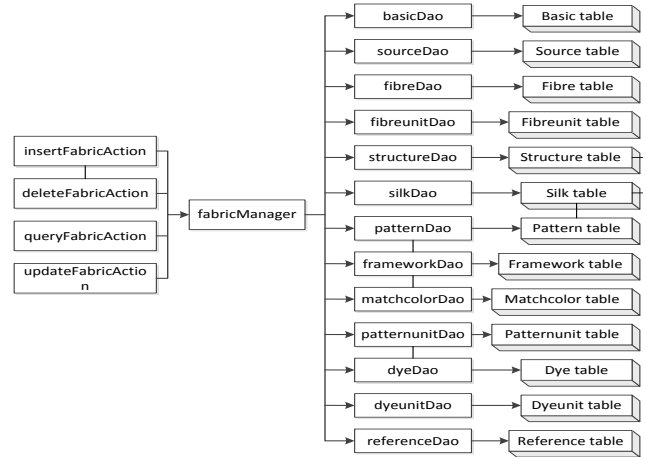 basicDao
Basic table
sourceDao
Source table
fibreDao
Fibre table
fibreunitDao
Fibreunit table
insertFabricAction
structureDao
Structure table
deleteFabricAction
silkDao
Silk table
fabricManager
queryFabricAction
patternDao
Pattern table
updateFabricActio
n
frameworkDao
Framework table
matchcolorDao
Matchcolor table
patternunitDao
Patternunit table
dyeDao
Dye table
dyeunitDao
Dyeunit table
referenceDao
Reference table